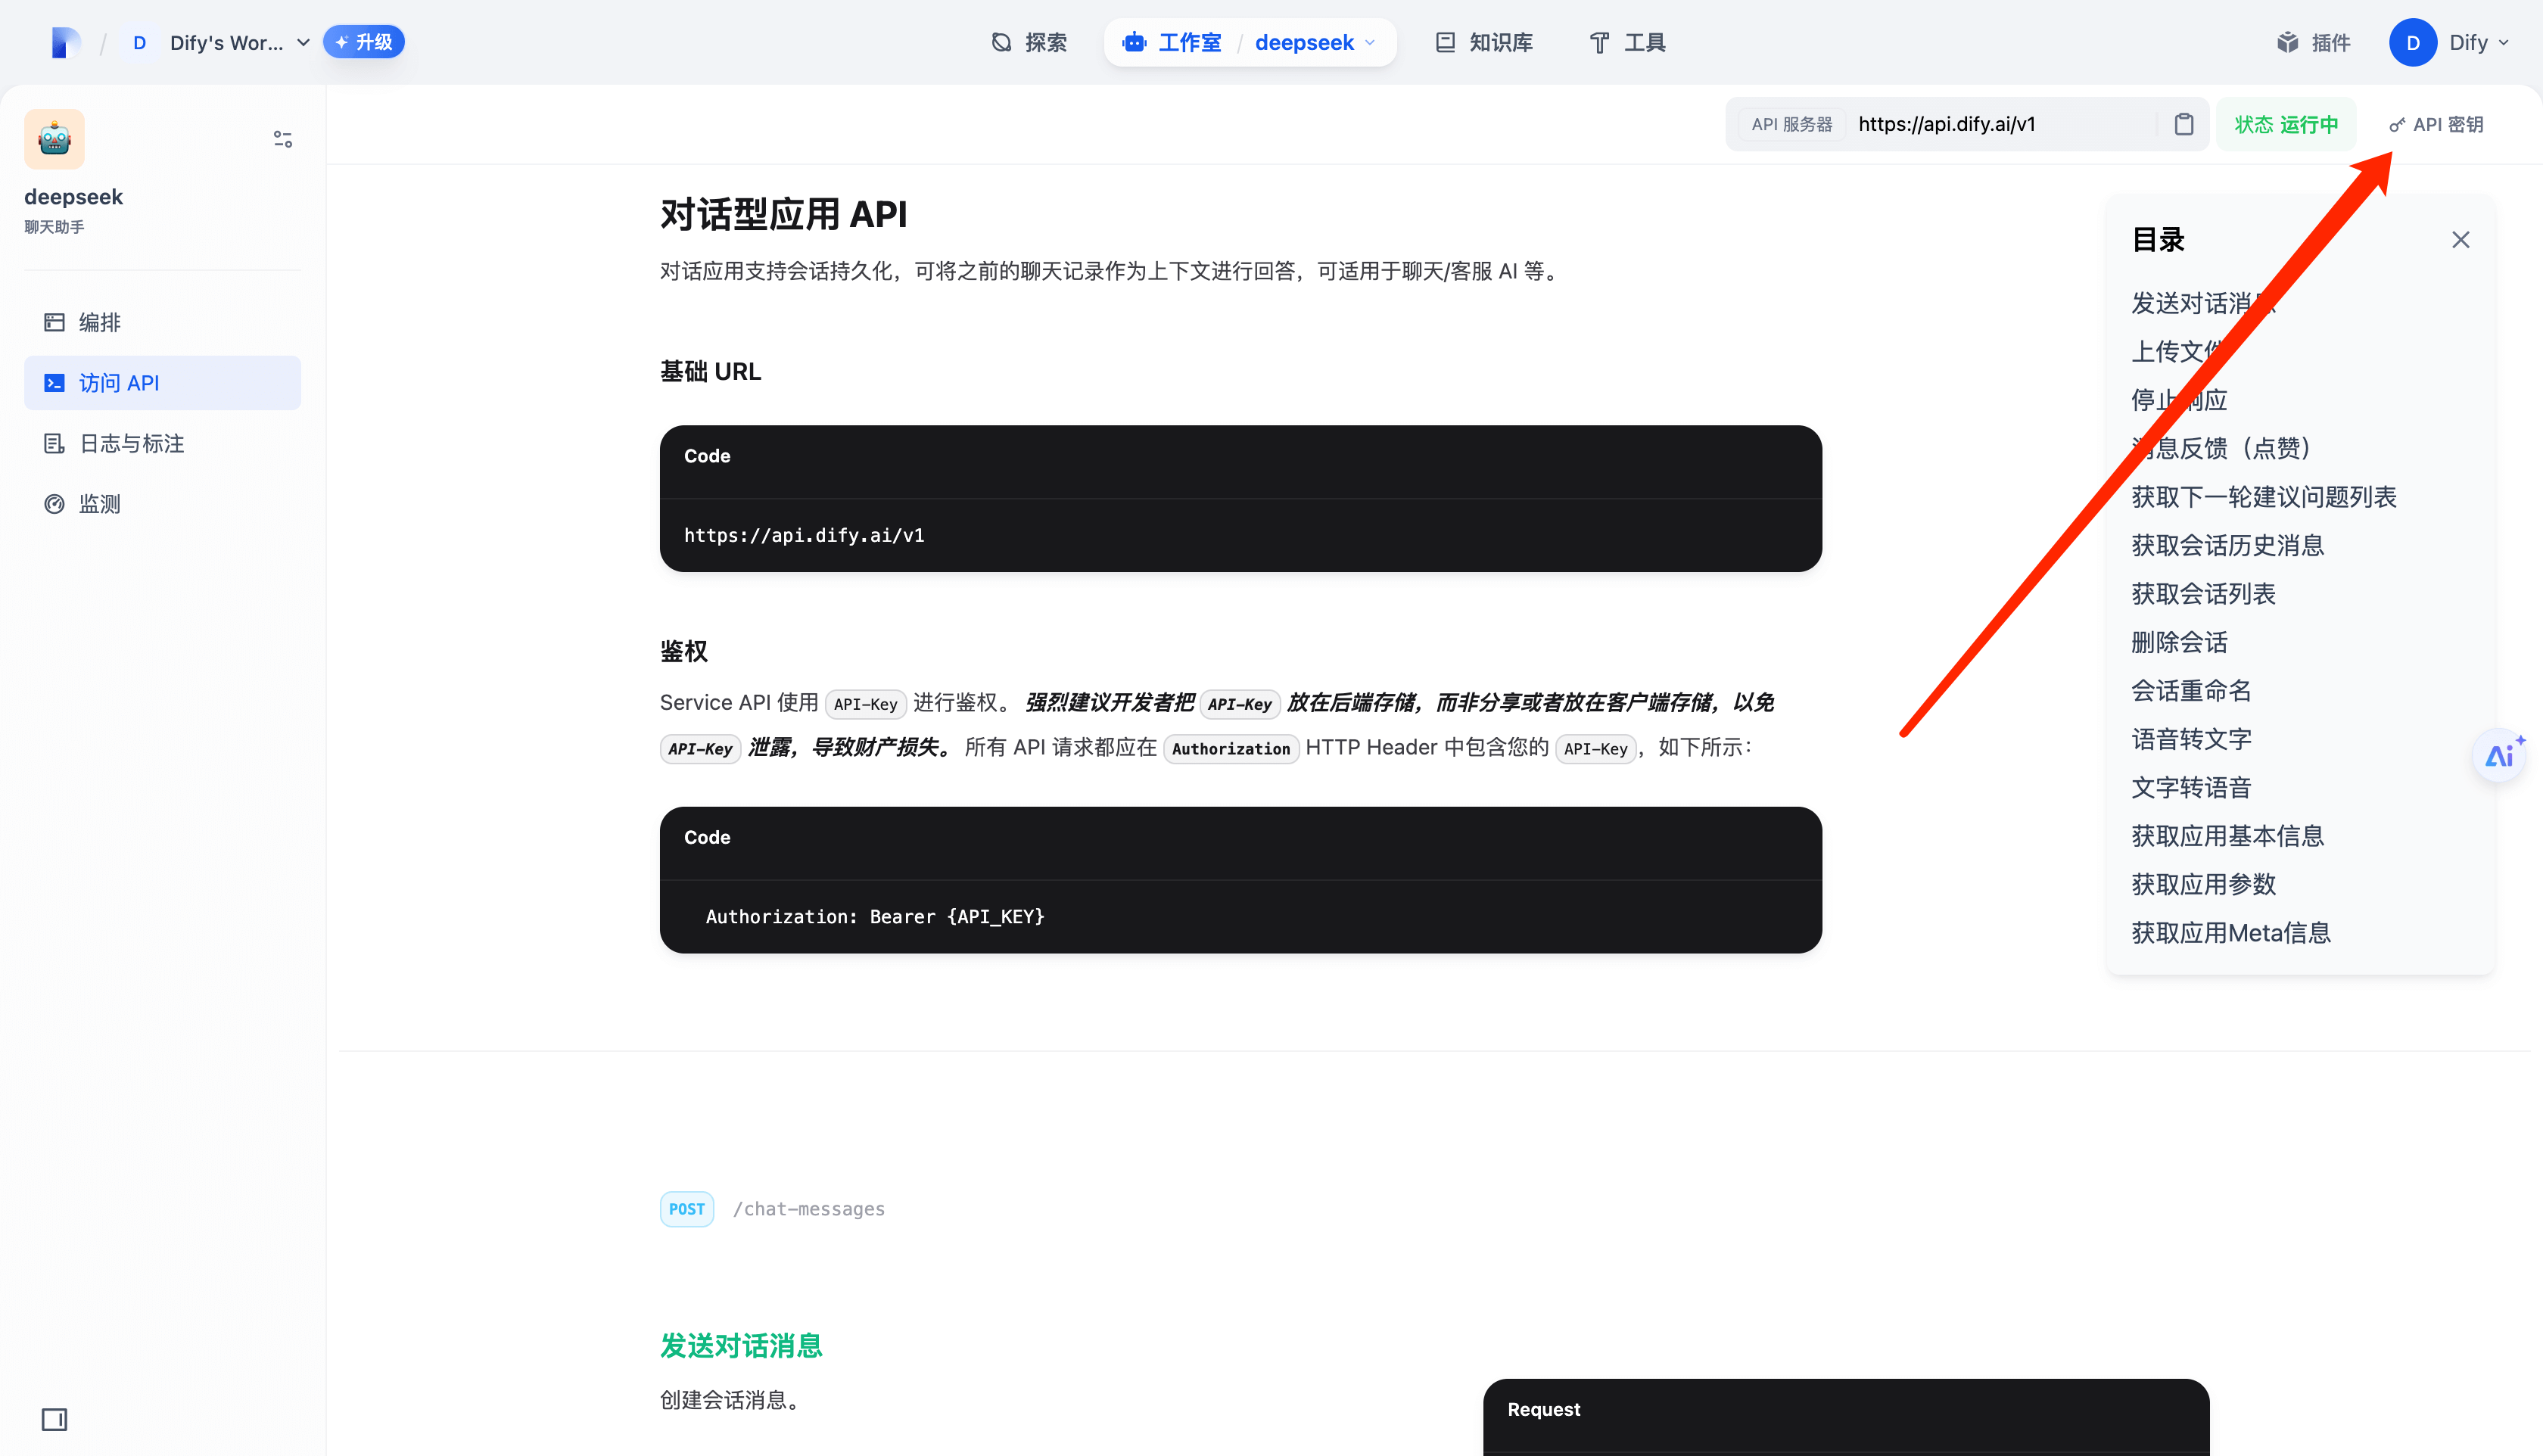 / D Dify's Wor... 升级
探索
工作室 / deepseek
知识库
工具
插件
D Dify
deepseek
聊天助手
编排
访问 API
日志与标注
监测
API 服务器 https://api.dify.ai/v1
状态 运行中
API 密钥
对话型应用 API
对话应用支持会话持久化，可将之前的聊天记录作为上下文进行回答，可适用于聊天/客服 AI 等。
基础 URL
Code
https://api.dify.ai/v1
鉴权
Service API 使用 API-Key 进行鉴权。 强烈建议开发者把 API-Key 放在后端存储，而非分享或者放在客户端存储，以免
API-Key 泄露，导致财产损失。 所有 API 请求都应在 Authorization HTTP Header 中包含您的 API-Key，如下所示：
Code
Authorization: Bearer {API_KEY}
POST /chat-messages
发送对话消息
创建会话消息。
Request
目录
发送对话消息
上传文件
停止响应
消息反馈（点赞）
获取下一轮建议问题列表
获取会话历史消息
获取会话列表
删除会话
会话重命名
语音转文字
文字转语音
获取应用基本信息
获取应用参数
获取应用Meta信息
Ai